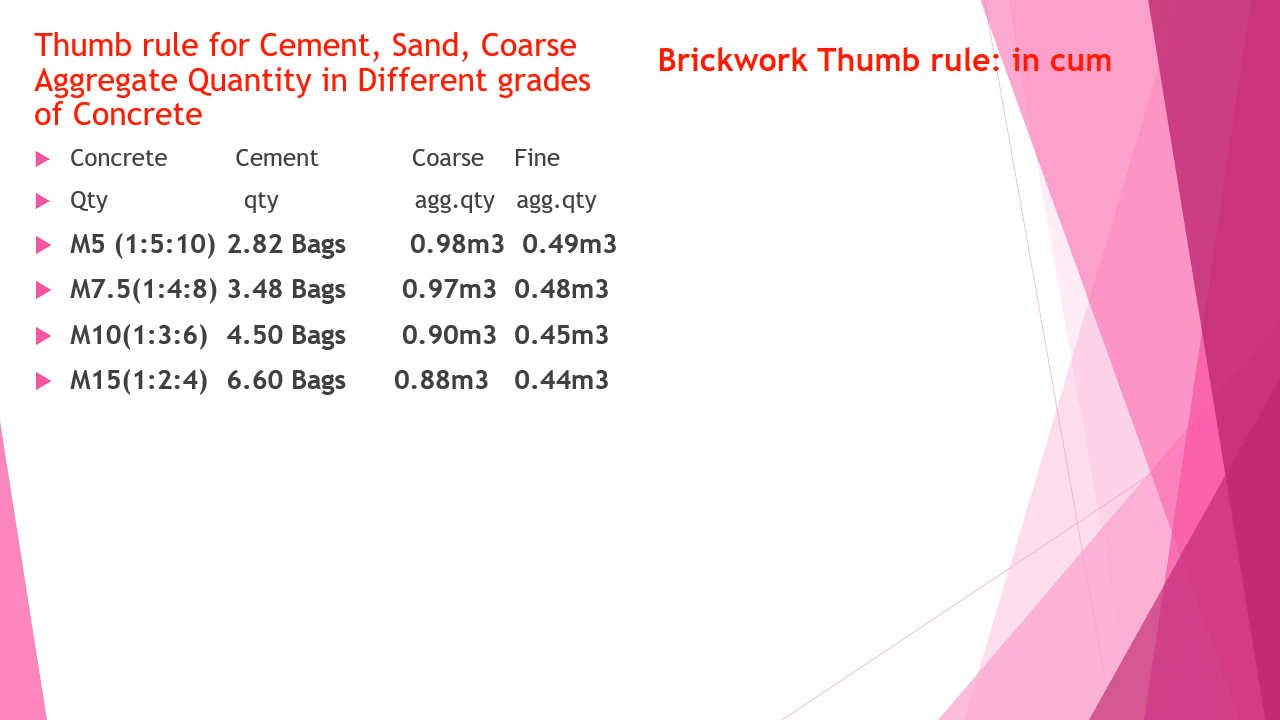 Thumb rule for Cement, Sand, Coarse
Aggregate Quantity in Different grades
of Concrete
Concrete Cement Coarse Fine
Qty qty agg.qty agg.qty
M5 (1:5:10) 2.82 Bags 0.98m3 0.49m3
M7.5(1:4:8) 3.48 Bags 0.97m3 0.48m3
M10(1:3:6) 4.50 Bags 0.90m3 0.45m3
M15(1:2:4) 6.60 Bags 0.88m3 0.44m3
Brickwork Thumb rule: in cum